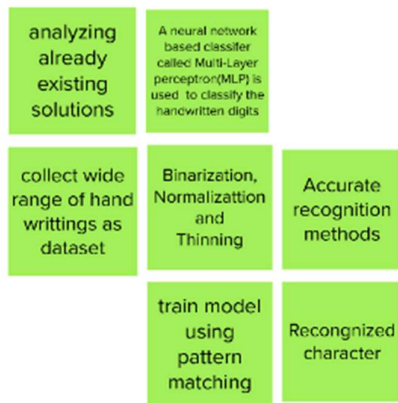 analyzing
already
existing
solutions
A neural network
based classifer
called Multi-Layer
perceptron(MLP) is
used to classify the
handwritten digits
collect wide
range of hand
writtings as
dataset
Binarization,
Normalizattion
and
Thinning
Accurate
recognition
methods
train model
using
pattern
matching
Recongnized
character